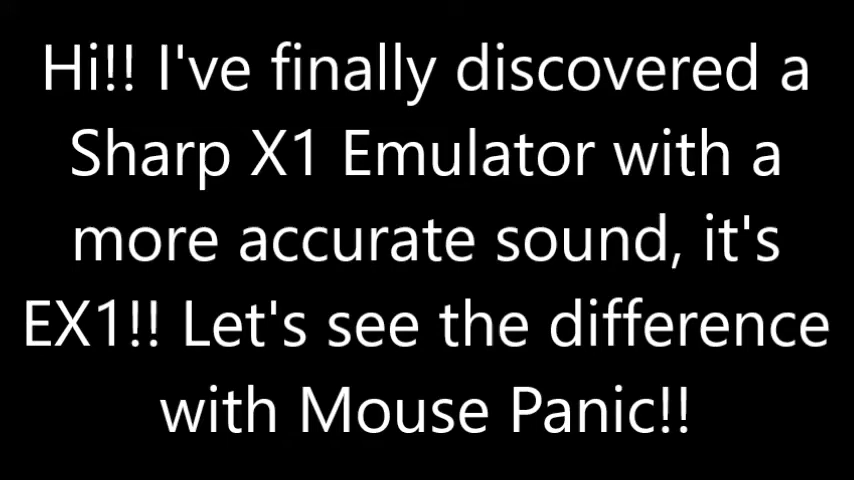 Hi!! I've finally discovered a
Sharp X1 Emulator with a
more accurate sound, it's
EX1!! Let's see the difference
with Mouse Panic!!